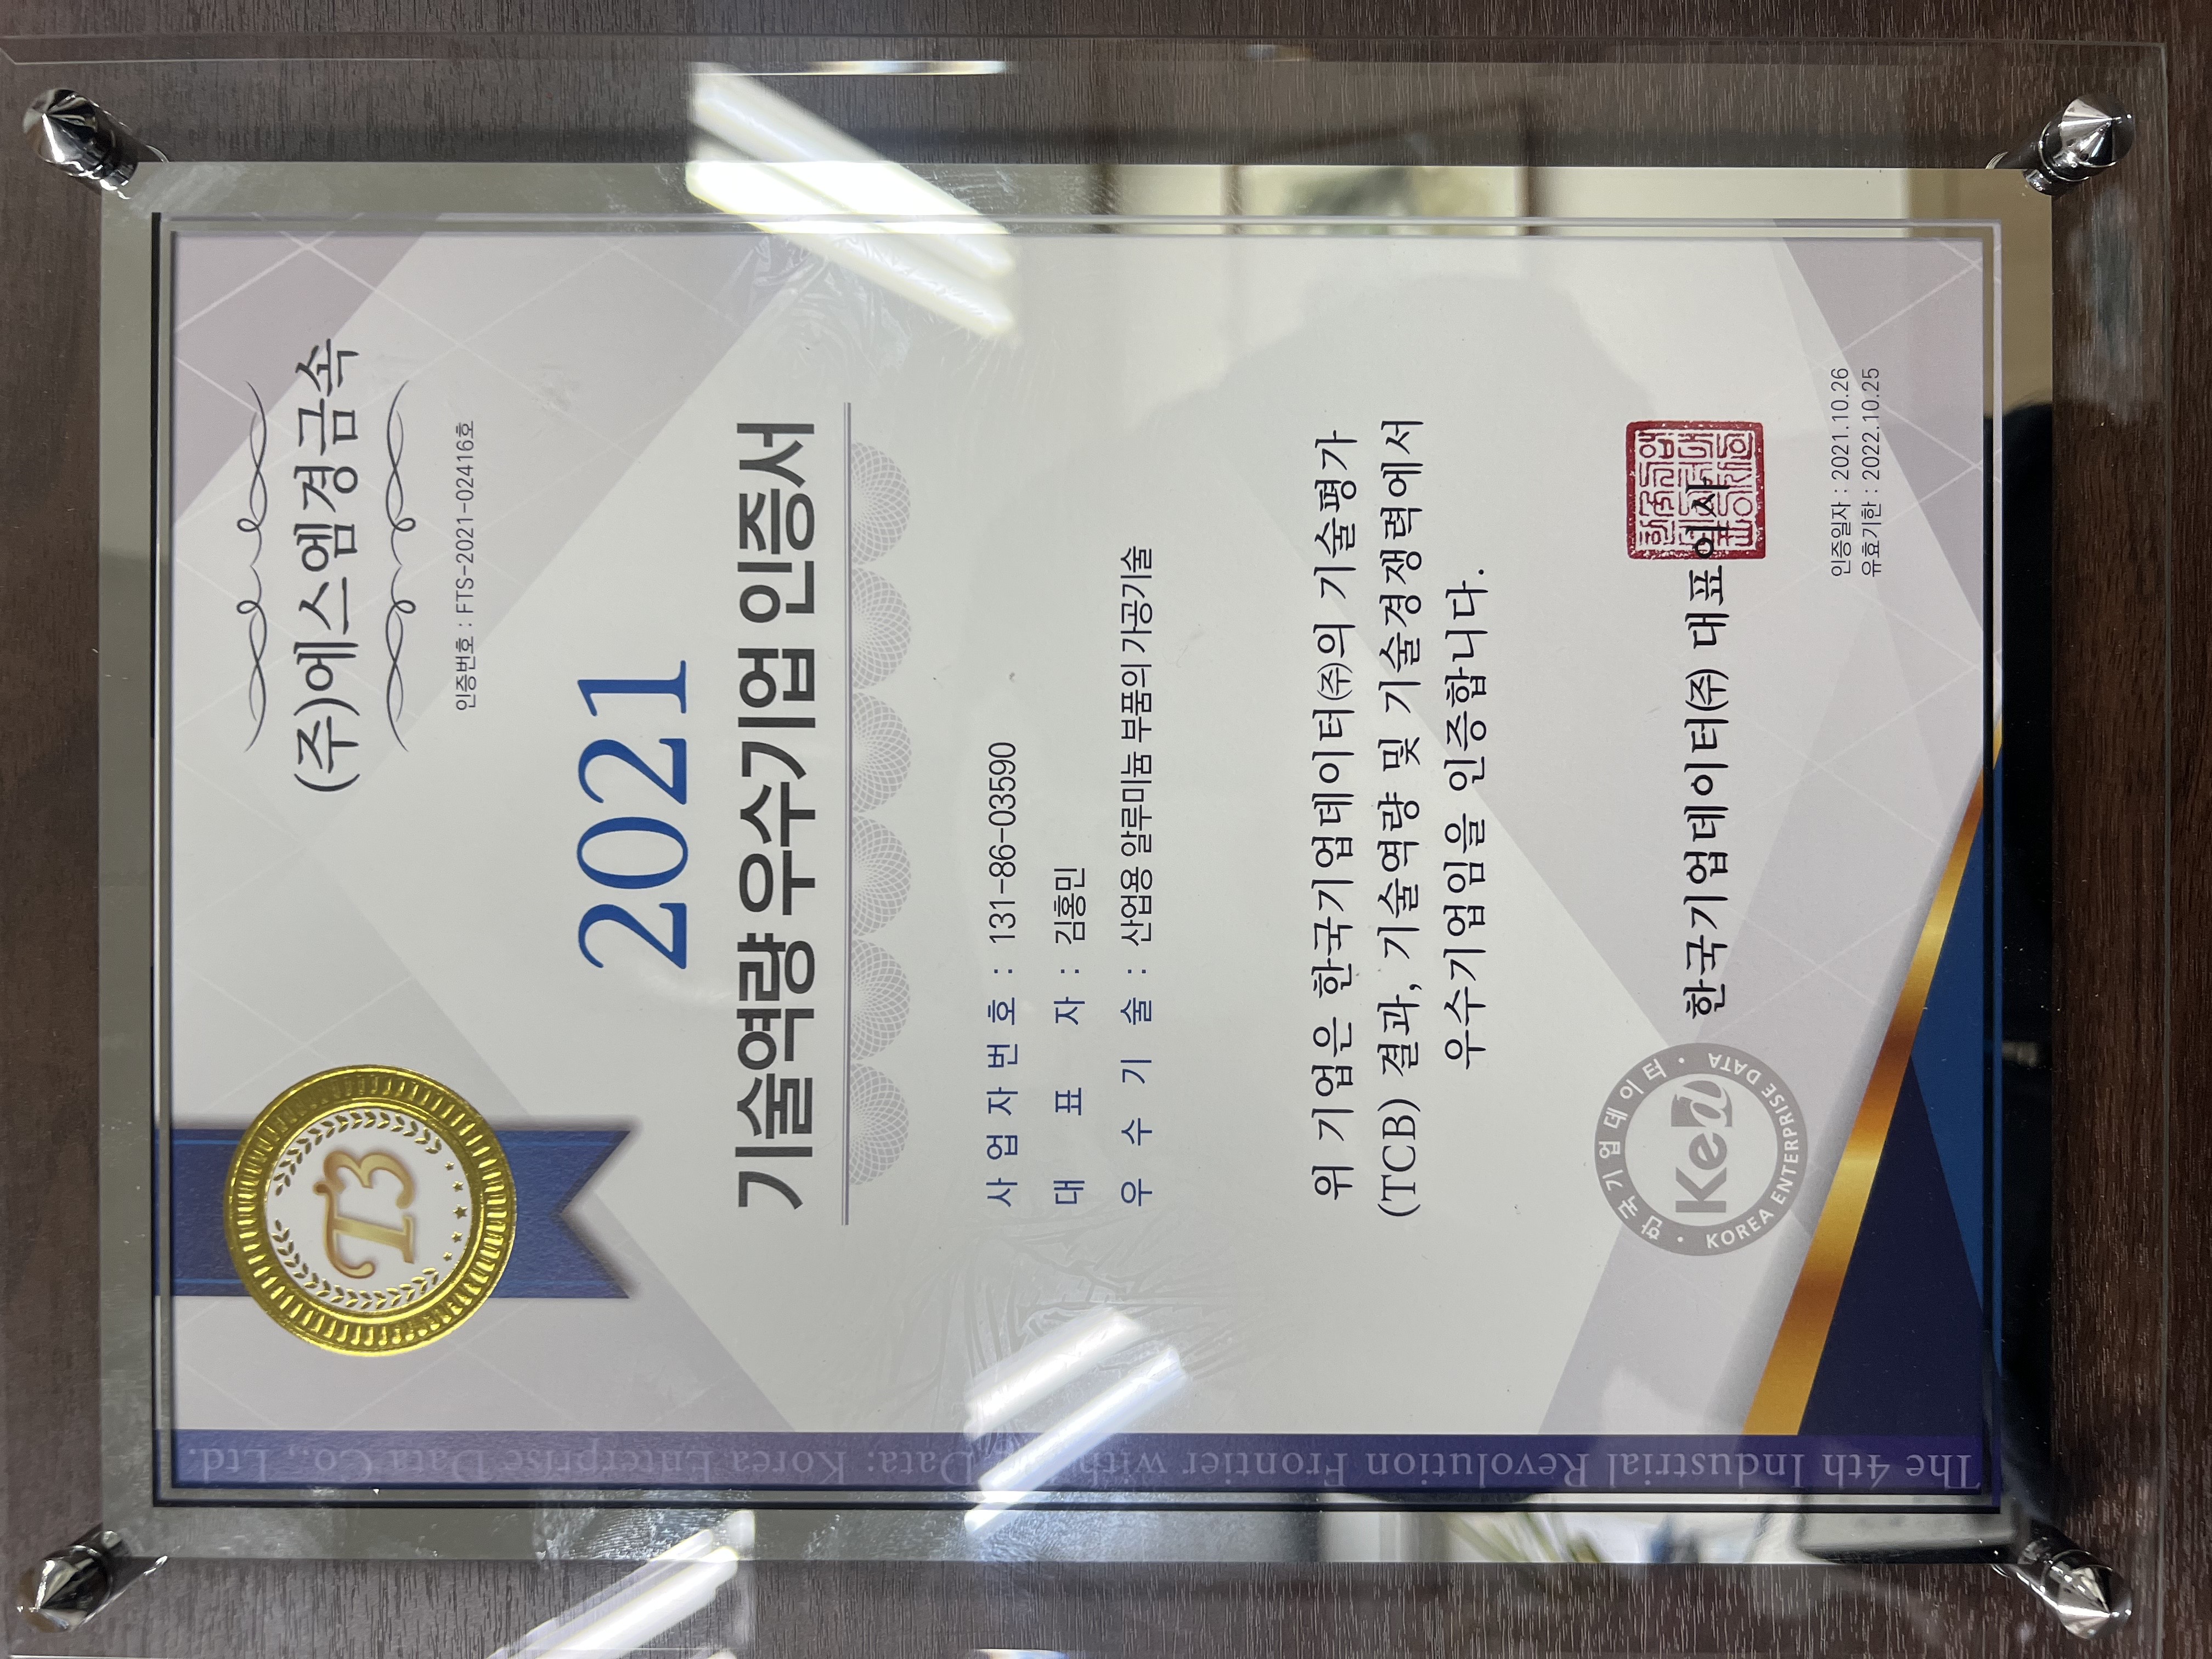 T3
(주)에스엠경금속
인증번호 : FTS-2021-02416호
2021
기술역량 우수기업 인증서
사업자번호 : 131-86-03590
대 표 자 : 김홍민
우 수 기 술 : 산업용 알루미늄 부품의 가공기술
위 기업은 한국기업데이터㈜의 기술평가
(TCB) 결과, 기술역량 및 기술경쟁력에서
우수기업임을 인증합니다.
한국기업데이터 · KOREA ENTERPRISE DATA ·
Ked
한국기업데이터㈜ 대표이사
인증일자 : 2021.10.26
유효기한 : 2022.10.25
The 4th Industrial Revolution Frontier with Data: Korea Enterprise Data Co., Ltd.